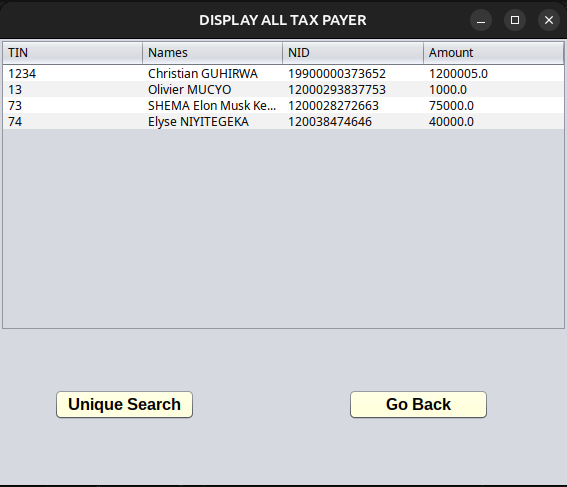 DISPLAY ALL TAX PAYER
TIN Names NID Amount
1234 Christian GUHIRWA 19900000373652 1200005.0
13 Olivier MUCYO 12000293837753 1000.0
73 SHEMA Elon Musk Ke... 1200028272663 75000.0
74 Elyse NIYITEGEKA 120038474646 40000.0
Unique Search Go Back